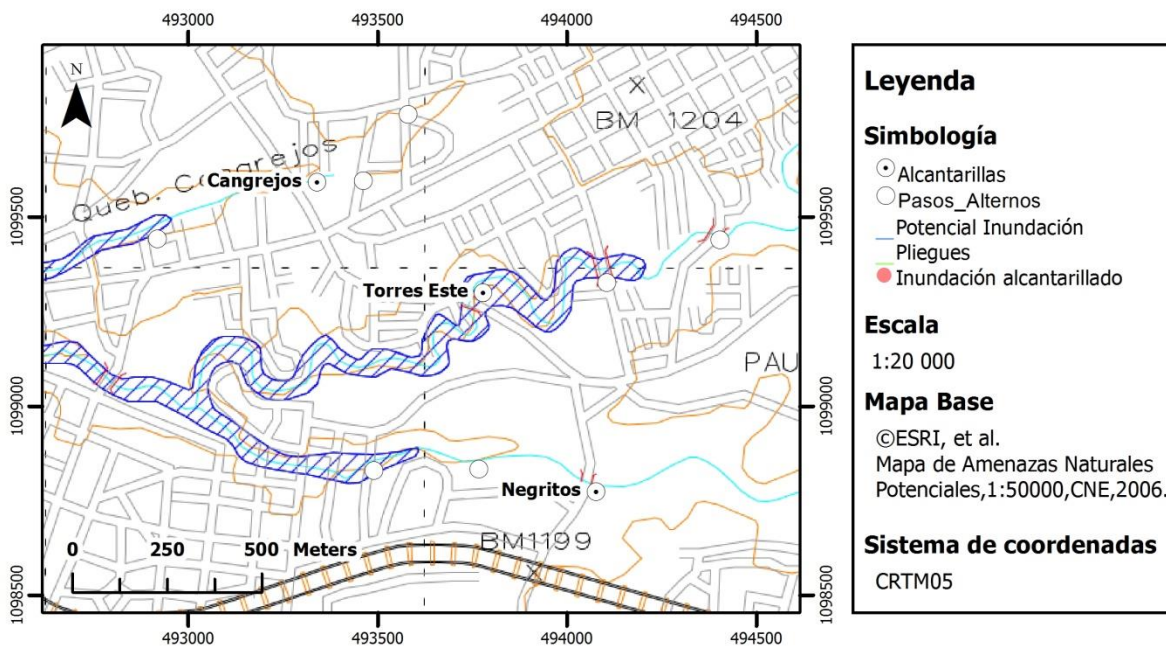 493000 493500 494000 494500
1099500
1099000
1098500
N
BM 1204
Queb. Cangrejos
Cangrejos
Torres Este
PAU
Negritos
BM1199
0 250 500 Meters
1099500
1099000
1098500
493000 493500 494000 494500
Leyenda
Simbología
Alcantarillas
Pasos_Alternos
Potencial Inundación
Pliegues
Inundación alcantarillado
Escala
1:20 000
Mapa Base
©ESRI, et al.
Mapa de Amenazas Naturales
Potenciales,1:50000,CNE,2006.
Sistema de coordenadas
CRTM05